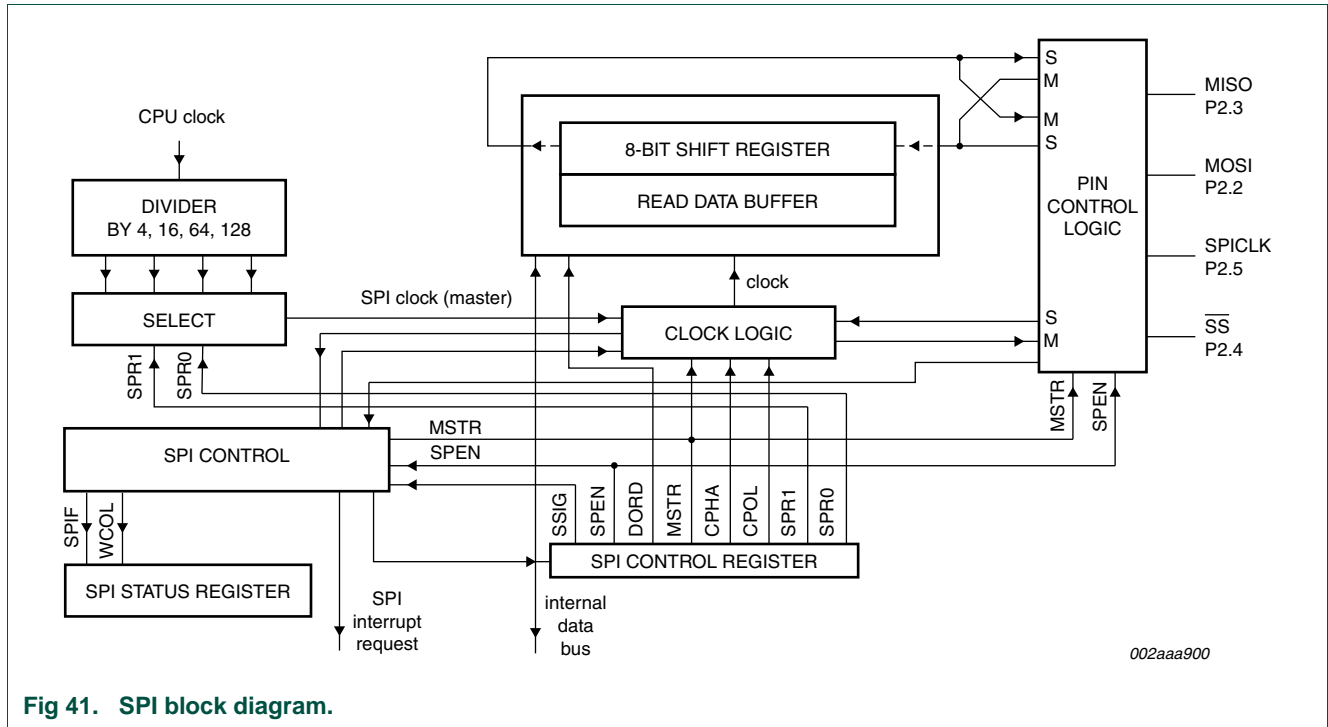 CPU clock
DIVIDER
BY 4, 16, 64, 128
SELECT
SPR1
SPR0
SPI clock (master)
8-BIT SHIFT REGISTER
READ DATA BUFFER
clock
CLOCK LOGIC
S
M
M
S
PIN
CONTROL
LOGIC
S
M
MISO
P2.3
MOSI
P2.2
SPICLK
P2.5
SS
P2.4
MSTR
SPEN
SPI CONTROL
MSTR
SPEN
SPIF
WCOL
SPI STATUS REGISTER
SPI
interrupt
request
SSIG
SPEN
DORD
MSTR
CPHA
CPOL
SPR1
SPR0
SPI CONTROL REGISTER
internal
data
bus
002aaa900
Fig 41. SPI block diagram.